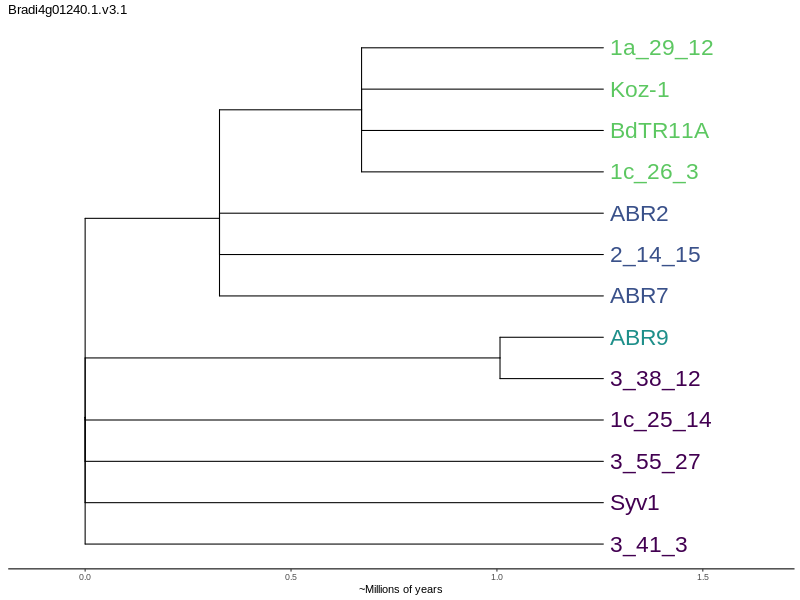 Bradi4g01240.1.v3.1
1a_29_12
Koz-1
BdTR11A
1c_26_3
ABR2
2_14_15
ABR7
ABR9
3_38_12
1c_25_14
3_55_27
Syv1
3_41_3
0.0 0.5 1.0 1.5
~Millions of years